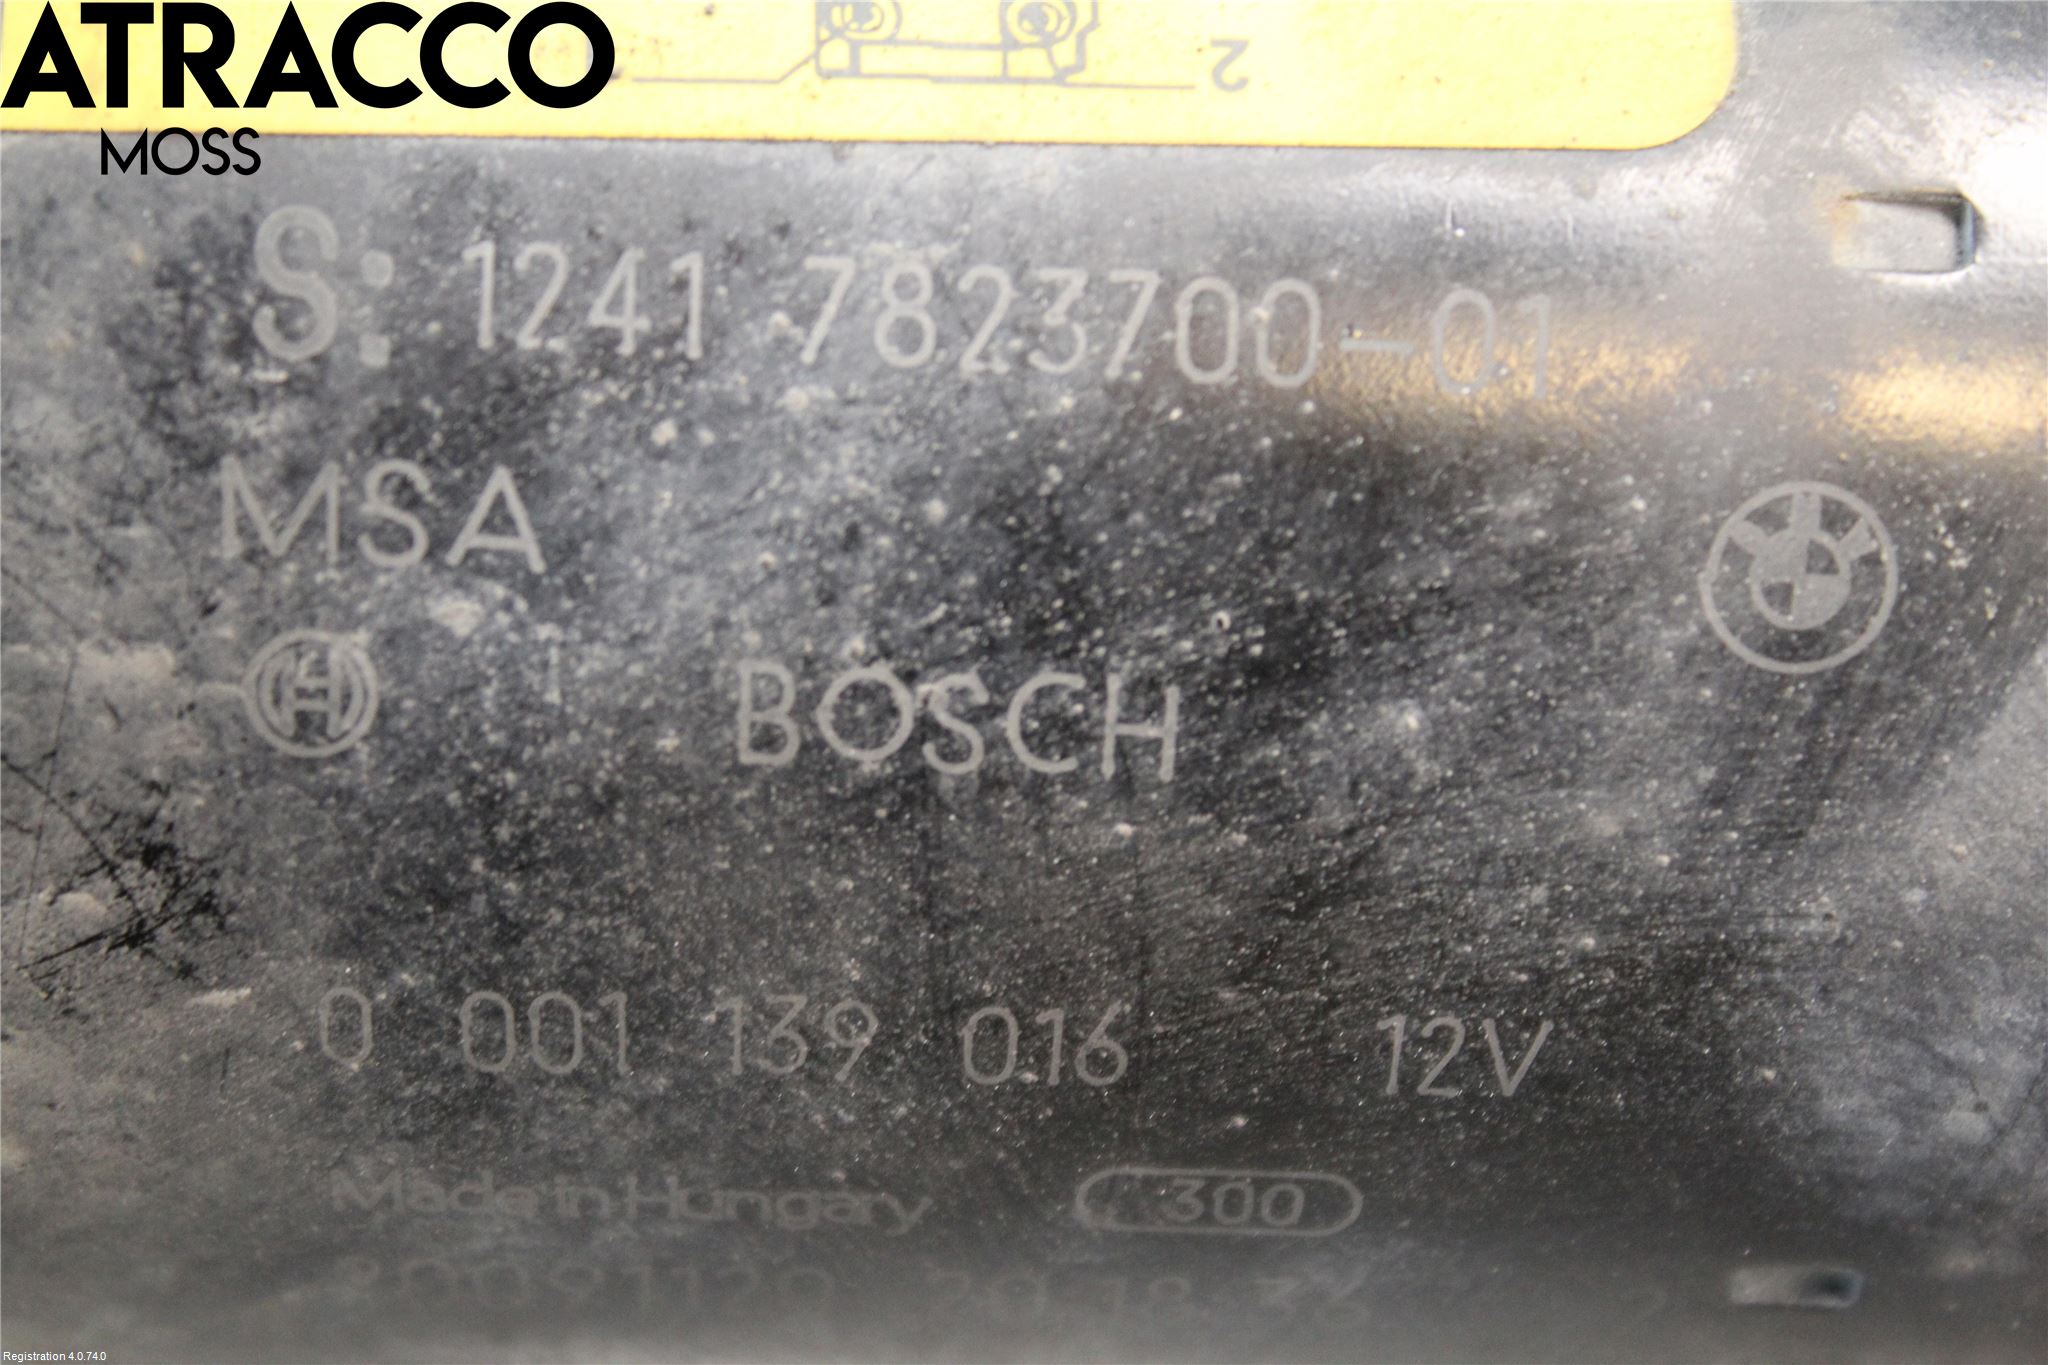 ATRACCO
MOSS
2
S: 1241 7823700-01
MSA
BOSCH
0 001 139 016 12V
Made in Hungary 300
Registration 4.0.74.0